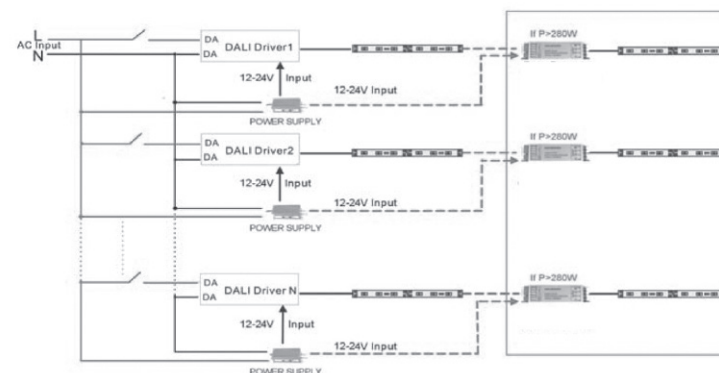 L
AC Input
N
DA
DA
DALI Driver1
If P>280W
12-24V Input
12-24V Input
POWER SUPPLY
DA
DA
DALI Driver2
If P>280W
12-24V Input
12-24V Input
POWER SUPPLY
DA
DA
DALI Driver N
If P>280W
12-24V Input
12-24V Input
POWER SUPPLY